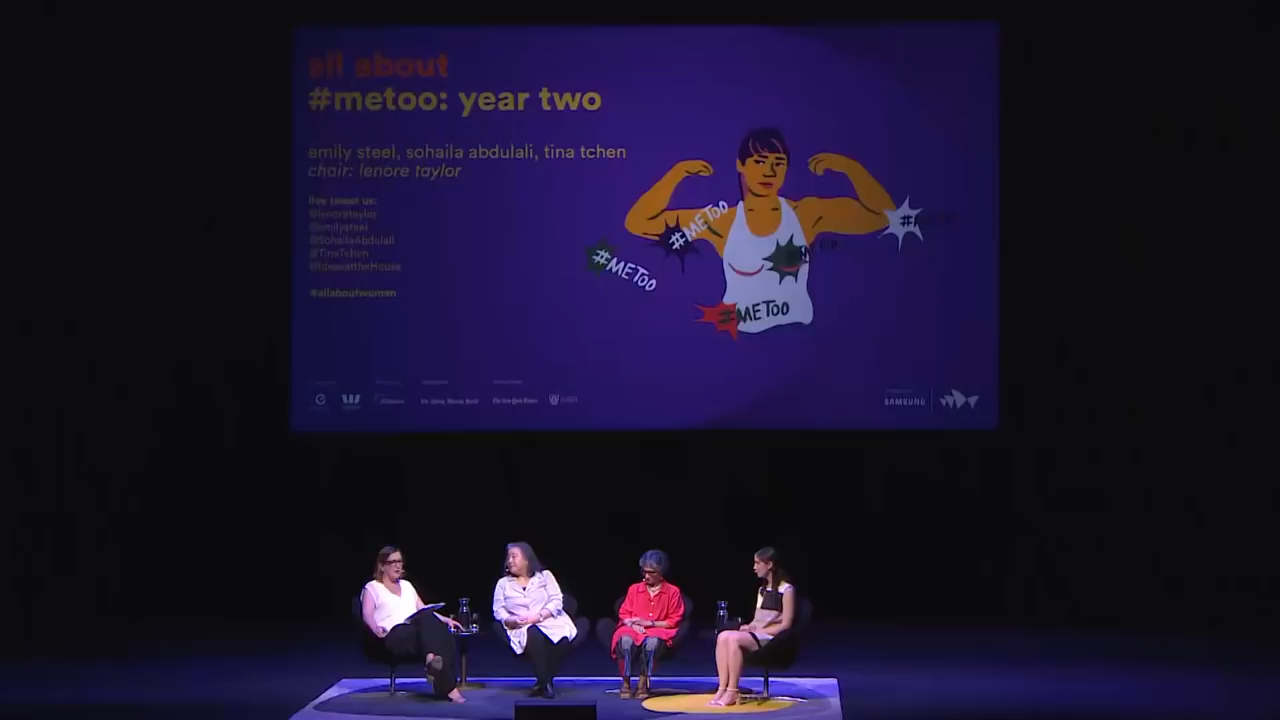 all about
#metoo: year two
emily steel, sohaila abdulali, tina tchen
chair: lenore taylor
live tweet us:
@lenoretaylor
@emilysteel
@SohailaAbdulali
@TinaTchen
@IdeasattheHouse
#allaboutwomen
#METOO
#METOO
#METOO
#
SAMSUNG